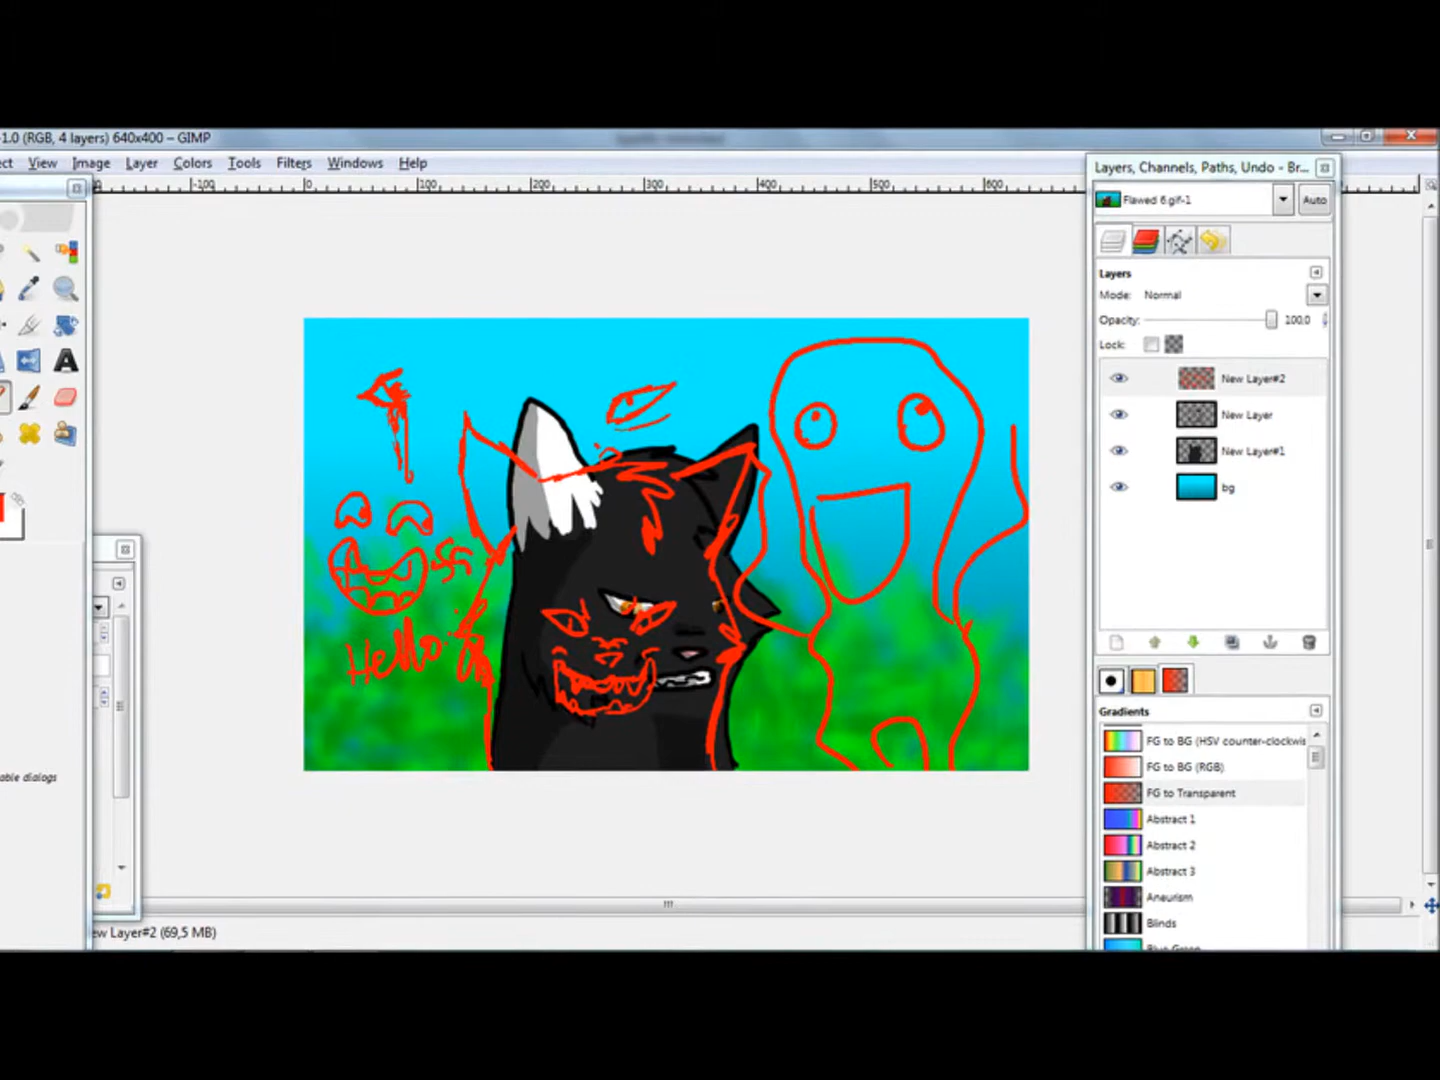 -1.0 (RGB, 4 layers) 640x400 – GIMP
ect View Image Layer Colors Tools Filters Windows Help
-100 0 100 200 300 400 500 600
Layers, Channels, Paths, Undo - Br...
Flawed 6.gif-1 Auto
Layers
Mode: Normal
Opacity: 100.0
Lock:
New Layer#2
New Layer
New Layer#1
bg
Hello
Gradients
FG to BG (HSV counter-clockwis
FG to BG (RGB)
FG to Transparent
Abstract 1
Abstract 2
Abstract 3
Aneurism
Blinds
Blue Green
able dialogs
ew Layer#2 (69,5 MB)